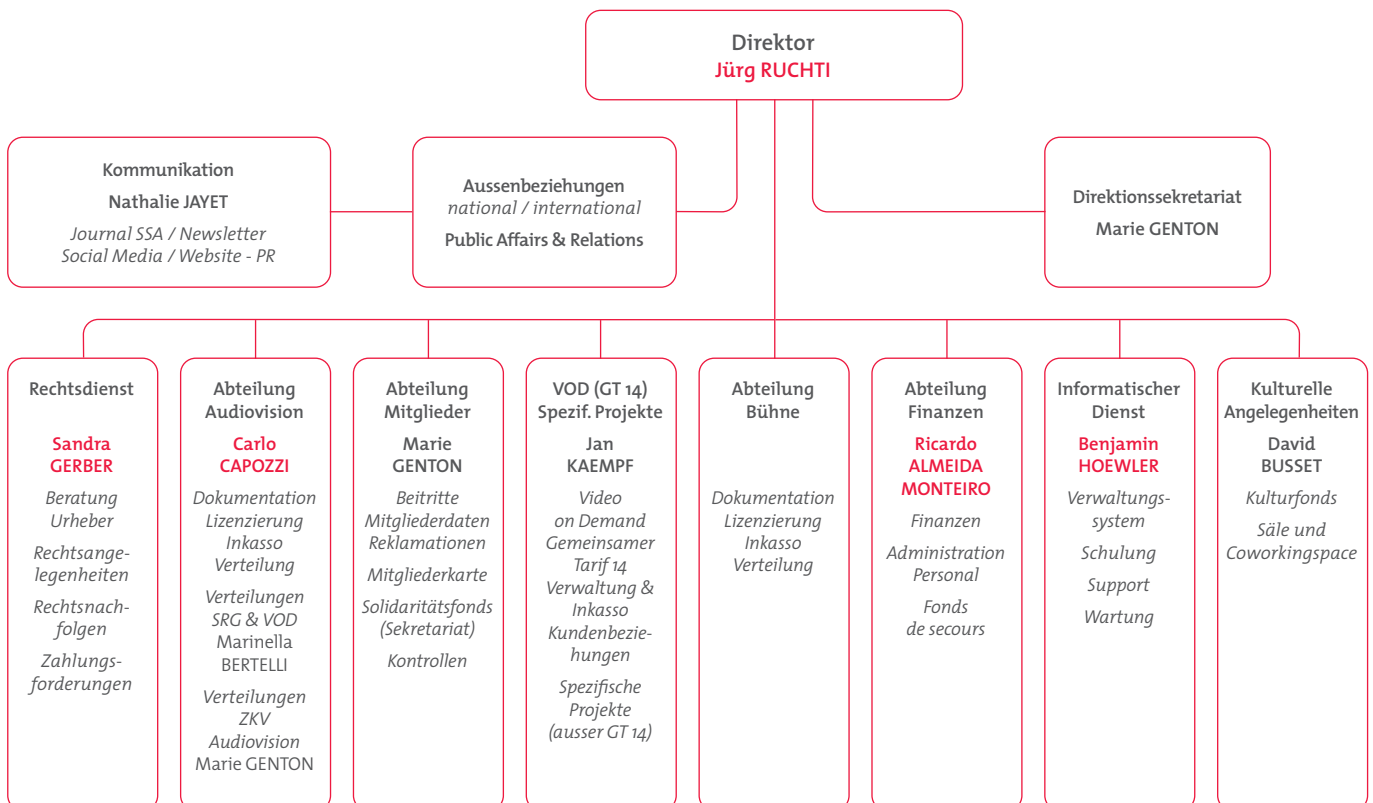 Direktor
Jürg RUCHTI
Kommunikation
Nathalie JAYET
Journal SSA / Newsletter
Social Media / Website - PR
Aussenbeziehungen
national / international
Public Affairs & Relations
Direktionssekretariat
Marie GENTON
Rechtsdienst
Sandra
GERBER
Beratung
Urheber
Rechtsange-
legenheiten
Rechtsnach-
folgen
Zahlungs-
forderungen
Abteilung
Audiovision
Carlo
CAPOZZI
Dokumentation
Lizenzierung
Inkasso
Verteilung
Verteilungen
SRG & VOD
Marinella
BERTELLI
Verteilungen
ZKV
Audiovision
Marie GENTON
Abteilung
Mitglieder
Marie
GENTON
Beitritte
Mitgliederdaten
Reklamationen
Mitgliederkarte
Solidaritätsfonds
(Sekretariat)
Kontrollen
VOD (GT 14)
Spezif. Projekte
Jan
KAEMPF
Video
on Demand
Gemeinsamer
Tarif 14
Verwaltung &
Inkasso
Kundenbezie-
hungen
Spezifische
Projekte
(ausser GT 14)
Abteilung
Bühne
Dokumentation
Lizenzierung
Inkasso
Verteilung
Abteilung
Finanzen
Ricardo
ALMEIDA
MONTEIRO
Finanzen
Administration
Personal
Fonds
de secours
Informatischer
Dienst
Benjamin
HOEWLER
Verwaltungs-
system
Schulung
Support
Wartung
Kulturelle
Angelegenheiten
David
BUSSET
Kulturfonds
Säle und
Coworkingspace